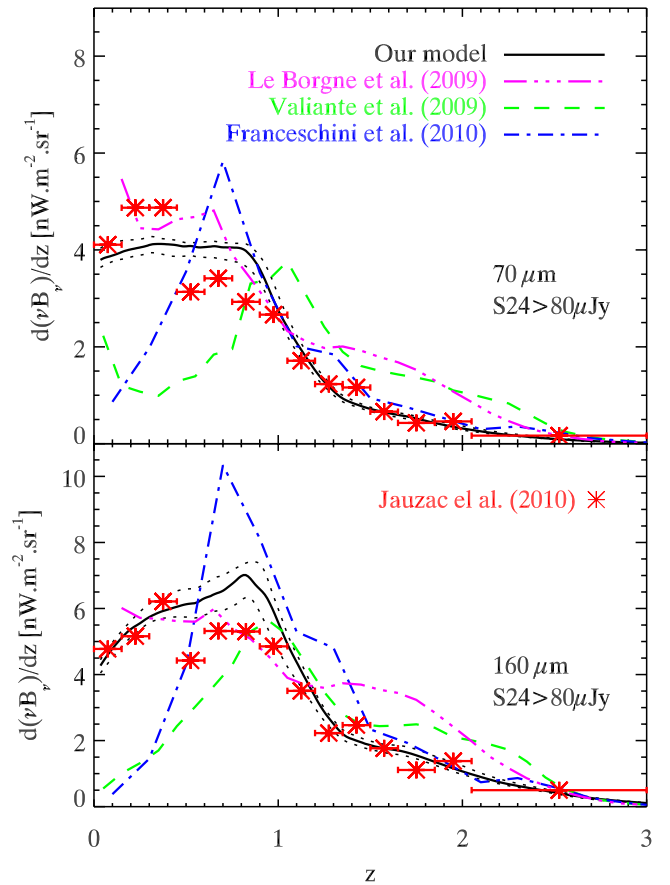 8
Our model
Le Borgne et al. (2009)
Valiante et al. (2009)
Franceschini et al. (2010)
6
4
2
0
d(νBν)/dz [nW.m-2.sr-1]
70 μm
S24>80μJy
10
8
6
4
2
0
d(νBν)/dz [nW.m-2.sr-1]
Jauzac el al. (2010)
160 μm
S24>80μJy
0 1 2 3
z